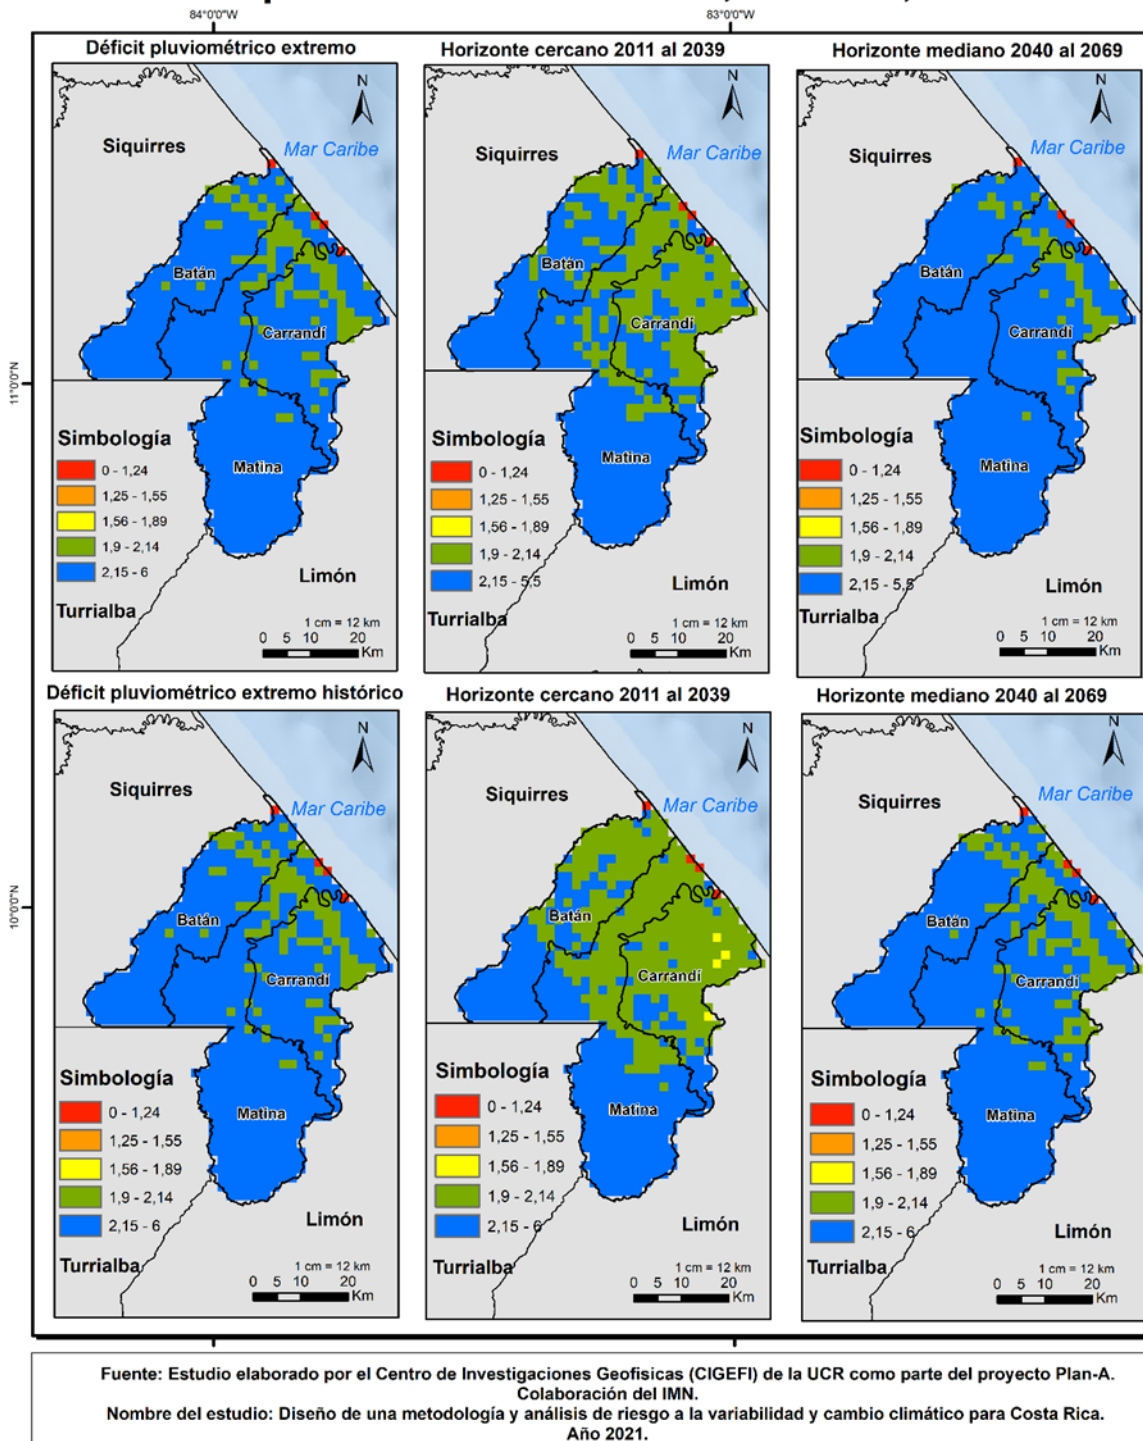 84°0'0"W
83°0'0"W
Déficit pluviométrico extremo
Horizonte cercano 2011 al 2039
Horizonte mediano 2040 al 2069
11°0'0"N
10°0'0"N
N
Siquirres
Mar Caribe
Batán
Carrandí
Matina
Simbología
0 - 1,24
1,25 - 1,55
1,56 - 1,89
1,9 - 2,14
2,15 - 6
Limón
Turrialba
1 cm = 12 km
0 5 10 20
Km
N
Siquirres
Mar Caribe
Batán
Carrandí
Matina
Simbología
0 - 1,24
1,25 - 1,55
1,56 - 1,89
1,9 - 2,14
2,15 - 5,5
Limón
Turrialba
1 cm = 12 km
0 5 10 20
Km
N
Siquirres
Mar Caribe
Batán
Carrandí
Matina
Simbología
0 - 1,24
1,25 - 1,55
1,56 - 1,89
1,9 - 2,14
2,15 - 5,5
Limón
Turrialba
1 cm = 12 km
0 5 10 20
Km
Déficit pluviométrico extremo histórico
Horizonte cercano 2011 al 2039
Horizonte mediano 2040 al 2069
N
Siquirres
Mar Caribe
Batán
Carrandí
Matina
Simbología
0 - 1,24
1,25 - 1,55
1,56 - 1,89
1,9 - 2,14
2,15 - 6
Limón
Turrialba
1 cm = 12 km
0 5 10 20
Km
N
Siquirres
Mar Caribe
Batán
Carrandí
Matina
Simbología
0 - 1,24
1,25 - 1,55
1,56 - 1,89
1,9 - 2,14
2,15 - 6
Limón
Turrialba
1 cm = 12 km
0 5 10 20
Km
N
Siquirres
Mar Caribe
Batán
Carrandí
Matina
Simbología
0 - 1,24
1,25 - 1,55
1,56 - 1,89
1,9 - 2,14
2,15 - 6
Limón
Turrialba
1 cm = 12 km
0 5 10 20
Km
Fuente: Estudio elaborado por el Centro de Investigaciones Geofisicas (CIGEFI) de la UCR como parte del proyecto Plan-A.
Colaboración del IMN.
Nombre del estudio: Diseño de una metodología y análisis de riesgo a la variabilidad y cambio climático para Costa Rica.
Año 2021.